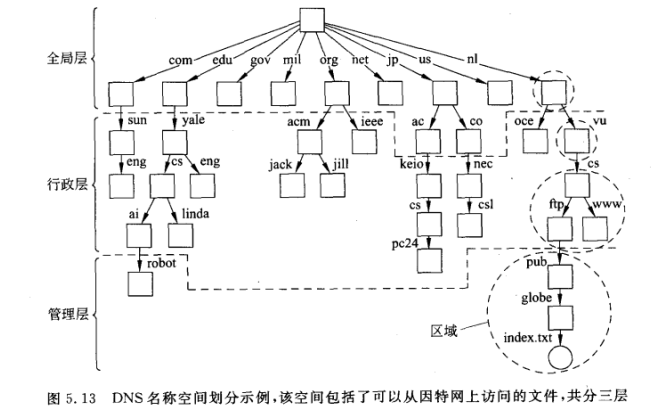 全局层
com edu gov mil org net jp us nl
sun yale acm ieee ac co oce vu
eng cs eng jack jill keio nec cs
行政层
ai linda cs csl ftp www
pc24
robot pub
管理层
globe
区域
index.txt
图 5.13 DNS 名称空间划分示例,该空间包括了可以从因特网上访问的文件,共分三层